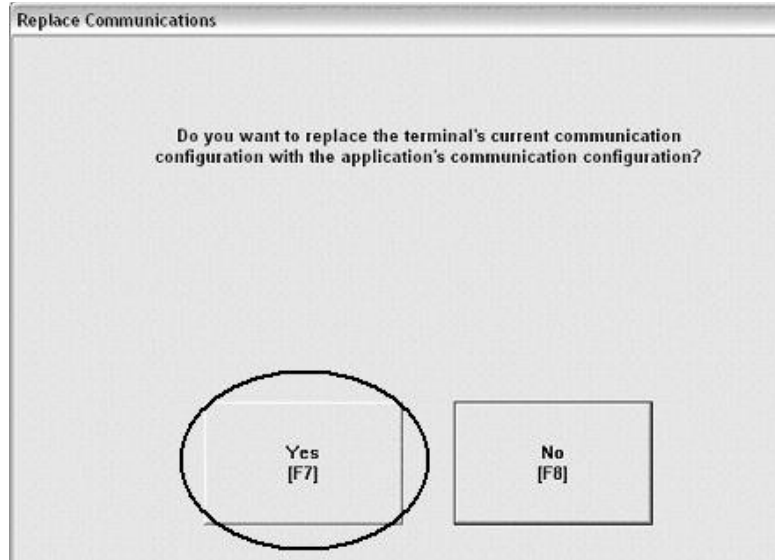 Replace Communications
Do you want to replace the terminal's current communication
configuration with the application's communication configuration?
Yes
[F7]
No
[F8]